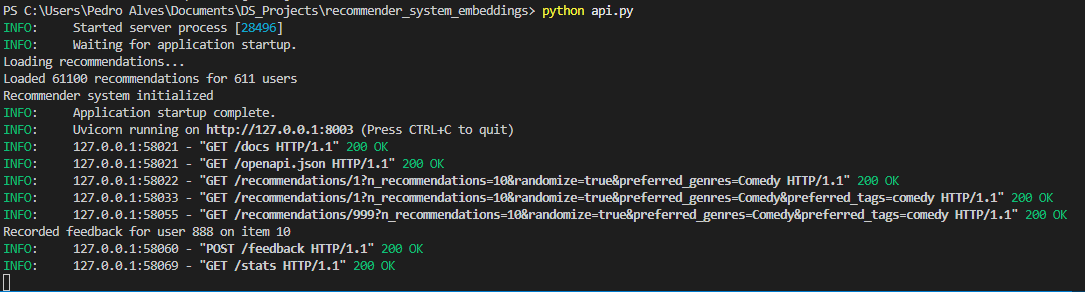 PS C:\Users\Pedro Alves\Documents\DS_Projects\recommender_system_embeddings> python api.py
INFO:     Started server process [28496]
INFO:     Waiting for application startup.
Loading recommendations...
Loaded 61100 recommendations for 611 users
Recommender system initialized
INFO:     Application startup complete.
INFO:     Uvicorn running on http://127.0.0.1:8003 (Press CTRL+C to quit)
INFO:     127.0.0.1:58021 - "GET /docs HTTP/1.1" 200 OK
INFO:     127.0.0.1:58021 - "GET /openapi.json HTTP/1.1" 200 OK
INFO:     127.0.0.1:58022 - "GET /recommendations/1?n_recommendations=10&randomize=true&preferred_genres=Comedy HTTP/1.1" 200 OK
INFO:     127.0.0.1:58033 - "GET /recommendations/1?n_recommendations=10&randomize=true&preferred_genres=Comedy&preferred_tags=comedy HTTP/1.1" 200 OK
INFO:     127.0.0.1:58055 - "GET /recommendations/999?n_recommendations=10&randomize=true&preferred_genres=Comedy&preferred_tags=comedy HTTP/1.1" 200 OK
Recorded feedback for user 888 on item 10
INFO:     127.0.0.1:58060 - "POST /feedback HTTP/1.1" 200 OK
INFO:     127.0.0.1:58069 - "GET /stats HTTP/1.1" 200 OK